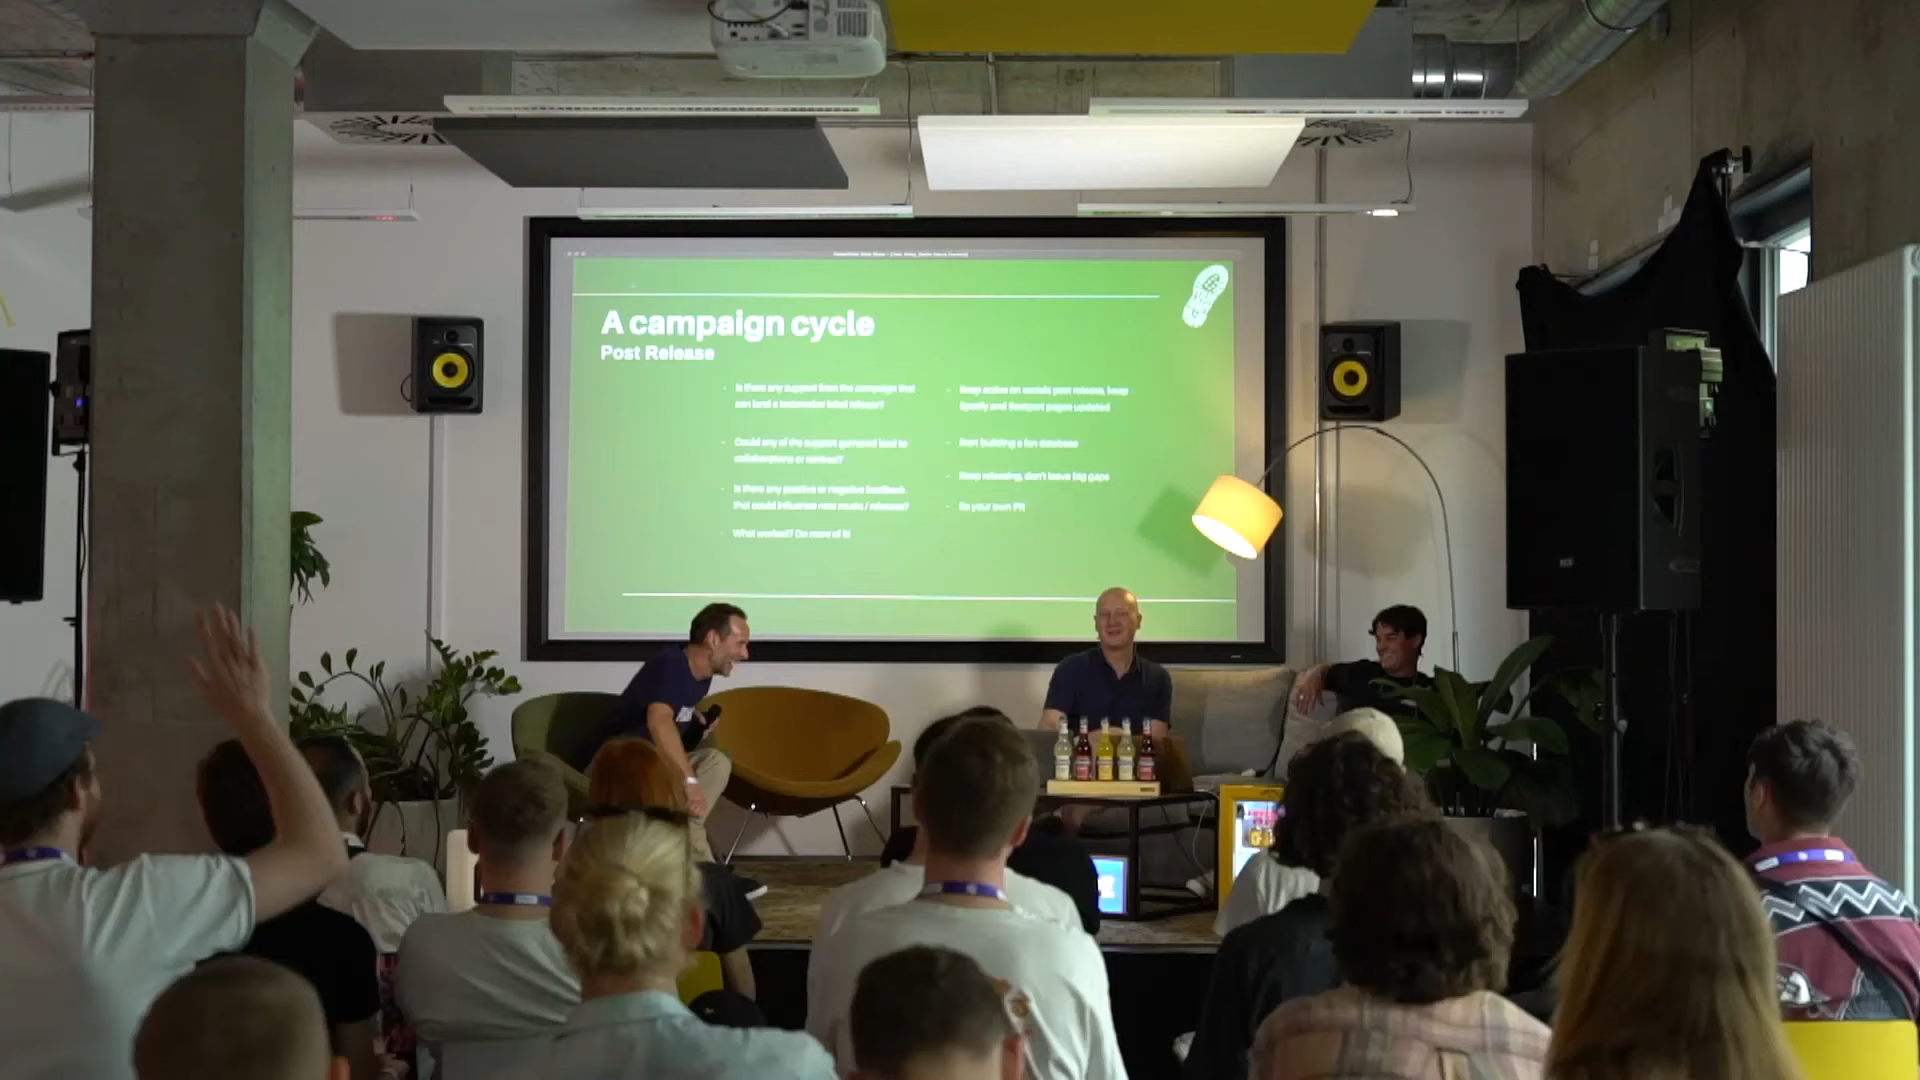 A campaign cycle
Post Release
- Is there any support from the campaign that
can land a tastemaker label release?
- Could any of the support garnered lead to
collaborations or remixes?
- Is there any positive or negative feedback
that could influence new music / releases?
- What worked? Do more of it
- Keep active on socials post release, keep
Spotify and Beatport pages updated
- Start building a fan database
- Keep releasing, don't leave big gaps
- Be your own PR
RCF